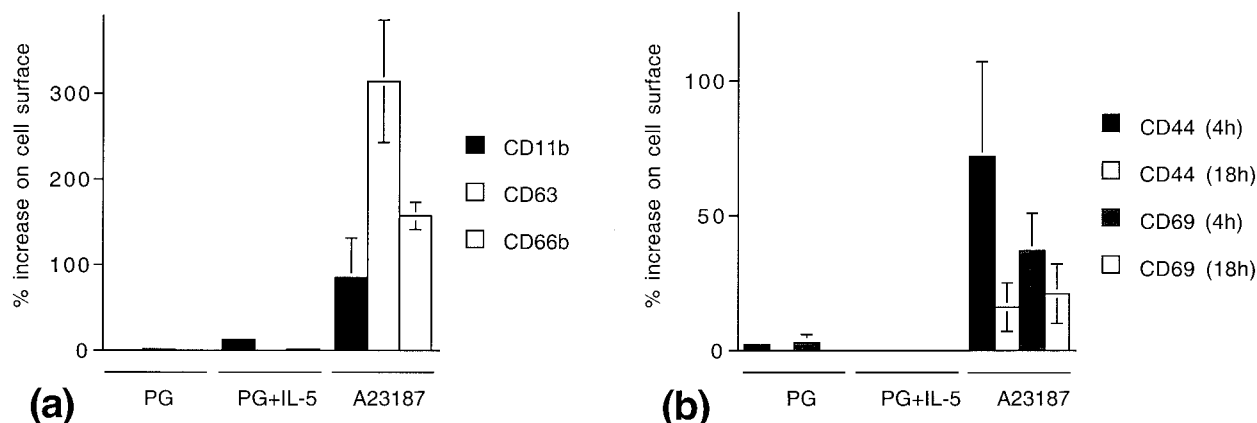 % increase on cell surface
300
200
100
0
CD11b
CD63
CD66b
PG
PG+IL-5
A23187
(a)
% increase on cell surface
100
50
0
CD44 (4h)
CD44 (18h)
CD69 (4h)
CD69 (18h)
PG
PG+IL-5
A23187
(b)